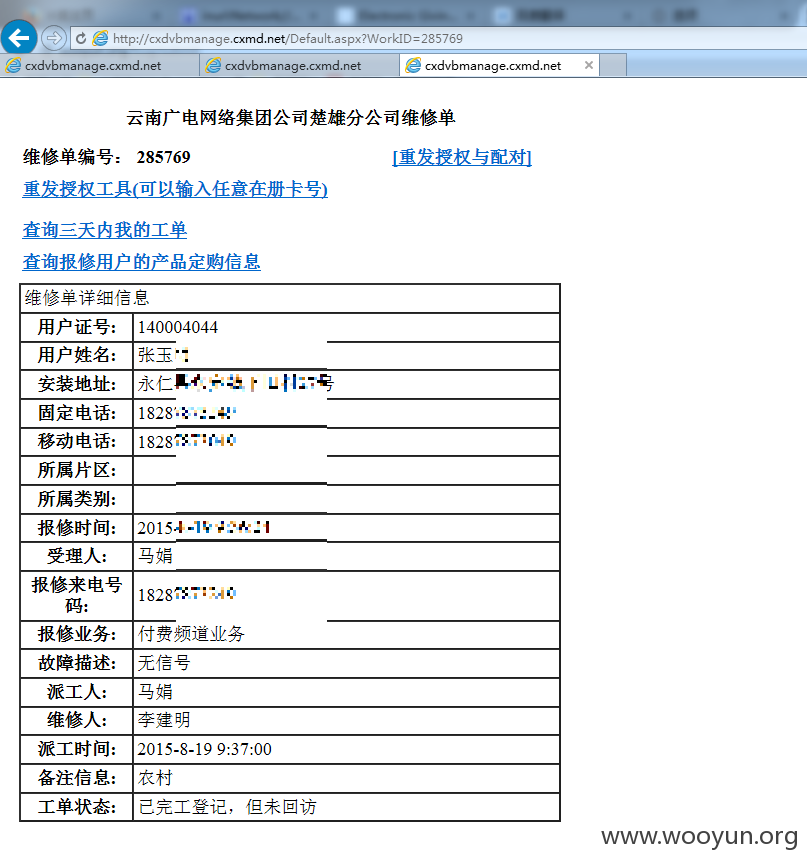 http://cxdvbmanage.cxmd.net/Default.aspx?WorkID=285769
cxdvbmanage.cxmd.net cxdvbmanage.cxmd.net cxdvbmanage.cxmd.net
云南广电网络集团公司楚雄分公司维修单
维修单编号： 285769 [重发授权与配对]
重发授权工具(可以输入任意在册卡号)
查询三天内我的工单
查询报修用户的产品定购信息
维修单详细信息
用户证号: 140004044
用户姓名: 张玉
安装地址: 永仁 号
固定电话: 1828
移动电话: 1828
所属片区:
所属类别:
报修时间: 2015
受理人: 马娟
报修来电号
码: 1828
报修业务: 付费频道业务
故障描述: 无信号
派工人: 马娟
维修人: 李建明
派工时间: 2015-8-19 9:37:00
备注信息: 农村
工单状态: 已完工登记，但未回访
www.wooyun.org